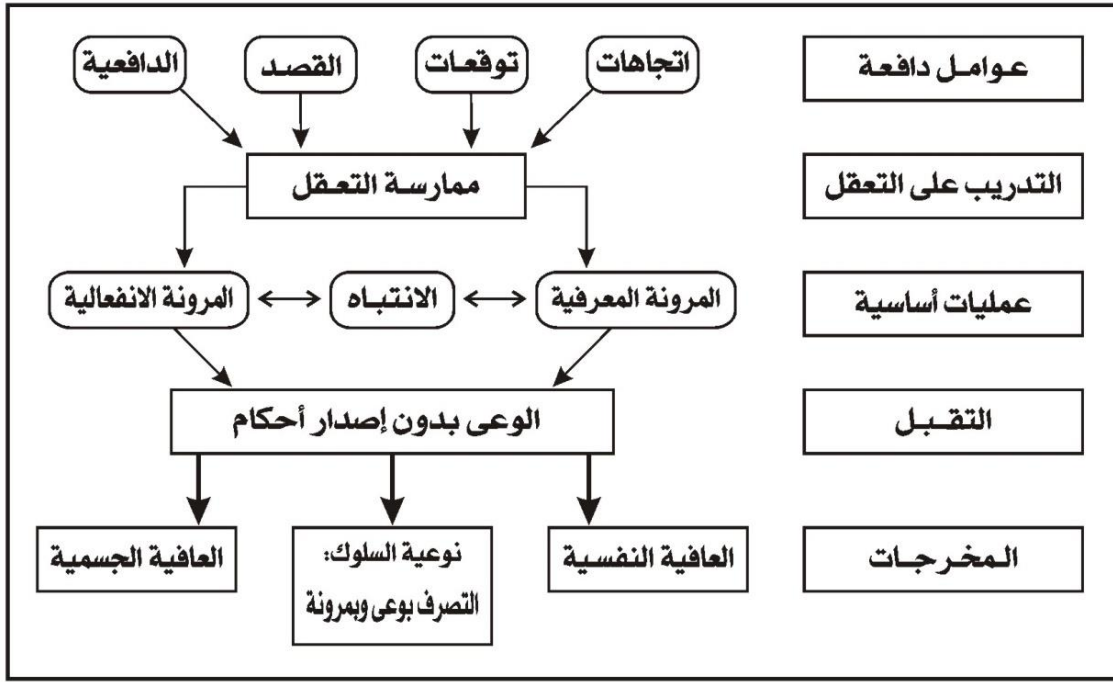 عوامل دافعة
اتجاهات
توقعات
القصد
الدافعية
التدريب على التعقل
ممارسة التعقل
عمليات أساسية
المرونة المعرفية
الانتباه
المرونة الانفعالية
التقبل
الوعى بدون إصدار أحكام
المخرجات
العافية النفسية
نوعية السلوك:
التصرف بوعى وبمرونة
العافية الجسمية